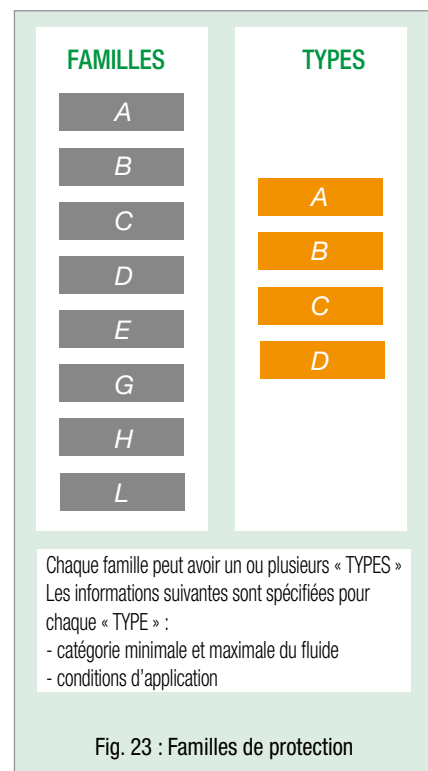 FAMILLES
A
B
C
D
E
G
H
L
TYPES
A
B
C
D
Chaque famille peut avoir un ou plusieurs « TYPES »
Les informations suivantes sont spécifiées pour
chaque « TYPE » :
- catégorie minimale et maximale du fluide
- conditions d'application
Fig. 23 : Familles de protection